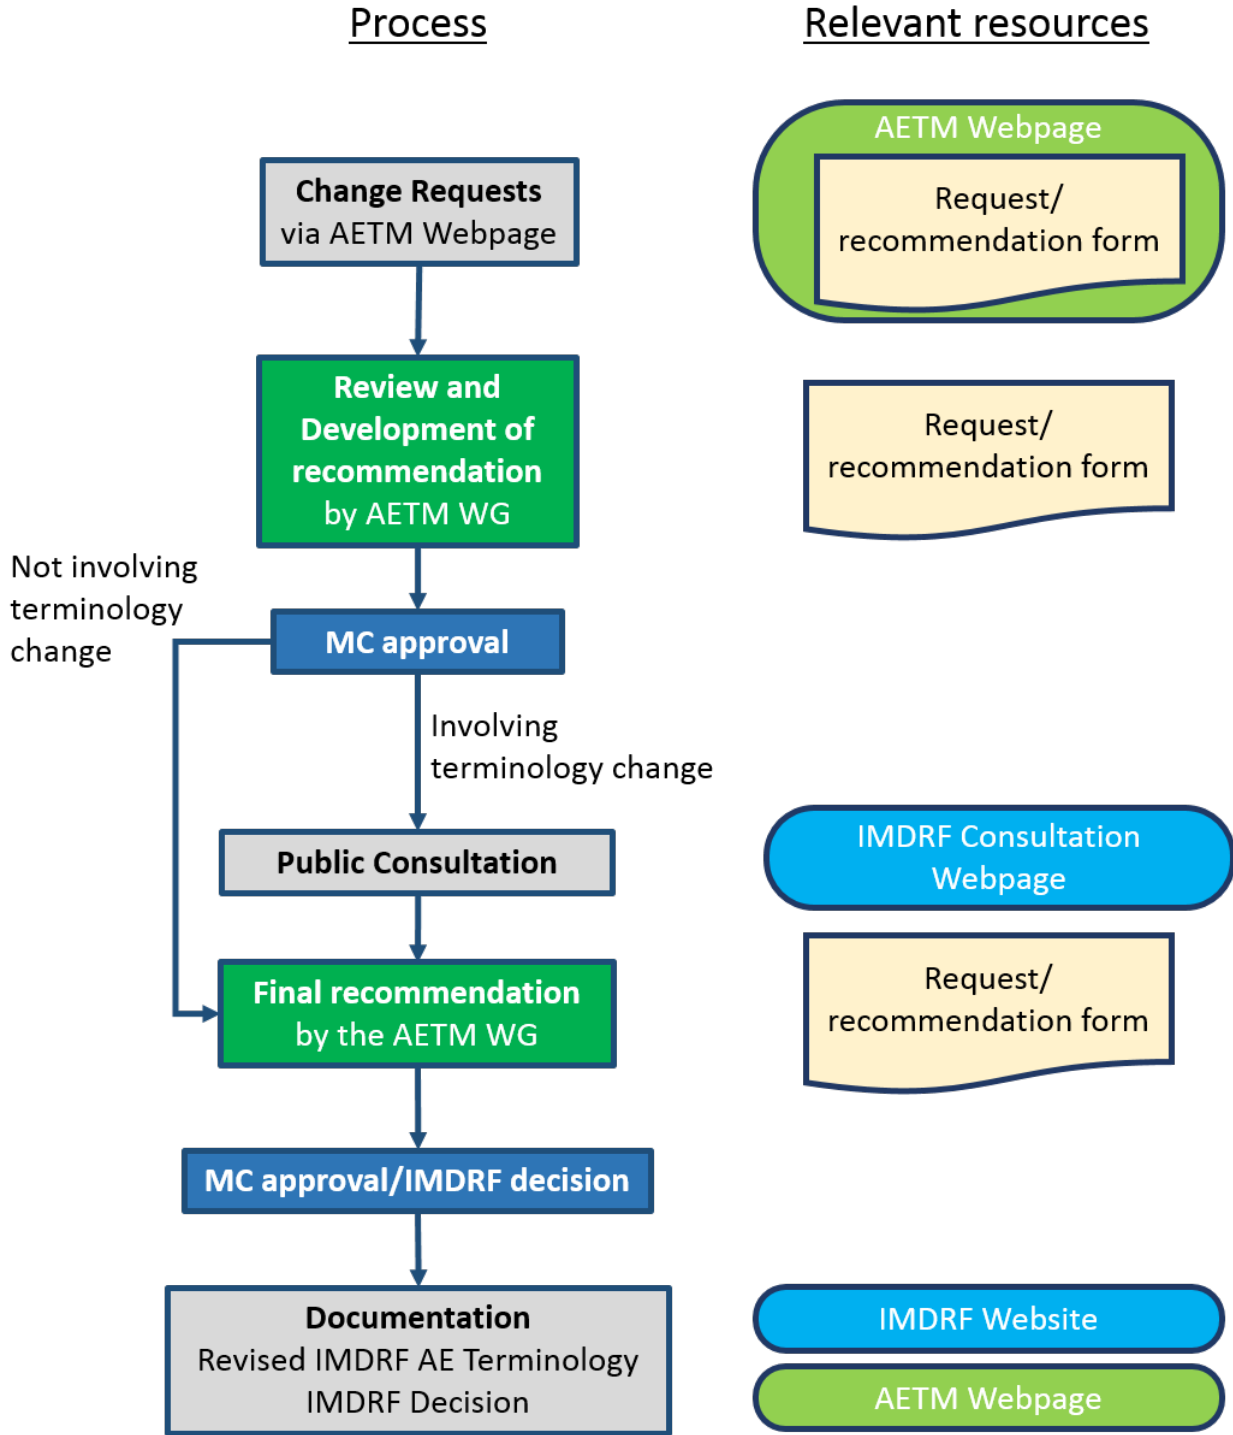 Process
Relevant resources
Change Requests
via AETM Webpage
AETM Webpage
Request/
recommendation form
Review and
Development of
recommendation
by AETM WG
Request/
recommendation form
Not involving
terminology
change
MC approval
Involving
terminology change
Public Consultation
IMDRF Consultation
Webpage
Final recommendation
by the AETM WG
Request/
recommendation form
MC approval/IMDRF decision
Documentation
Revised IMDRF AE Terminology
IMDRF Decision
IMDRF Website
AETM Webpage